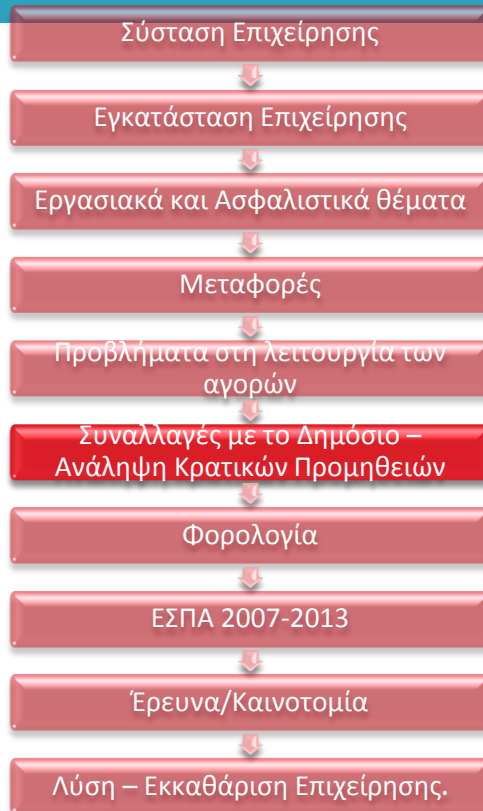 Σύσταση Επιχείρησης
Εγκατάσταση Επιχείρησης
Εργασιακά και Ασφαλιστικά θέματα
Μεταφορές
Προβλήματα στη λειτουργία των
αγορών
Συναλλαγές με το Δημόσιο –
Ανάληψη Κρατικών Προμηθειών
Φορολογία
ΕΣΠΑ 2007-2013
Έρευνα/Καινοτομία
Λύση – Εκκαθάριση Επιχείρησης.